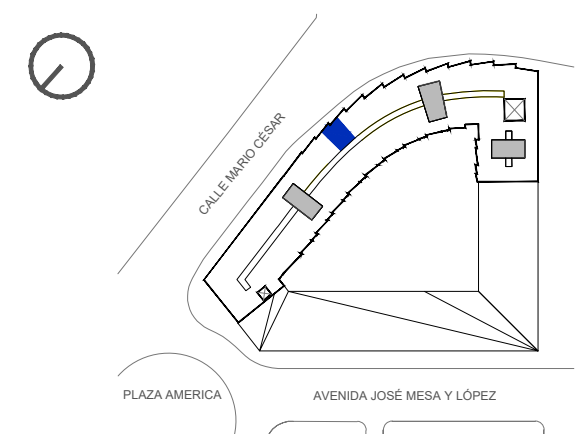 CALLE MARIO CÉSAR
PLAZA AMERICA
AVENIDA JOSÉ MESA Y LÓPEZ